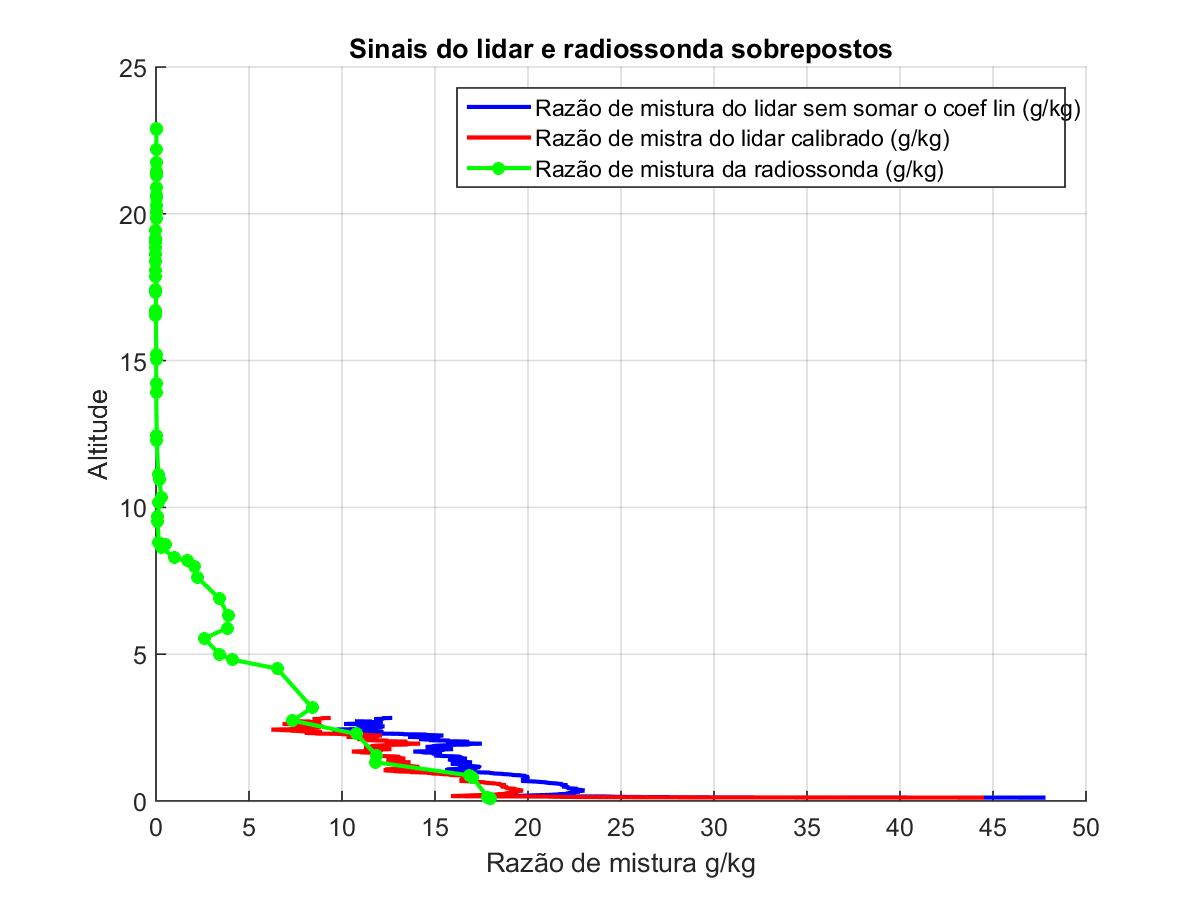 Sinais do lidar e radiossonda sobrepostos
Razão de mistura do lidar sem somar o coef lin (g/kg)
Razão de mistra do lidar calibrado (g/kg)
Razão de mistura da radiossonda (g/kg)
25
20
15
10
5
0
Altitude
0 5 10 15 20 25 30 35 40 45 50
Razão de mistura g/kg